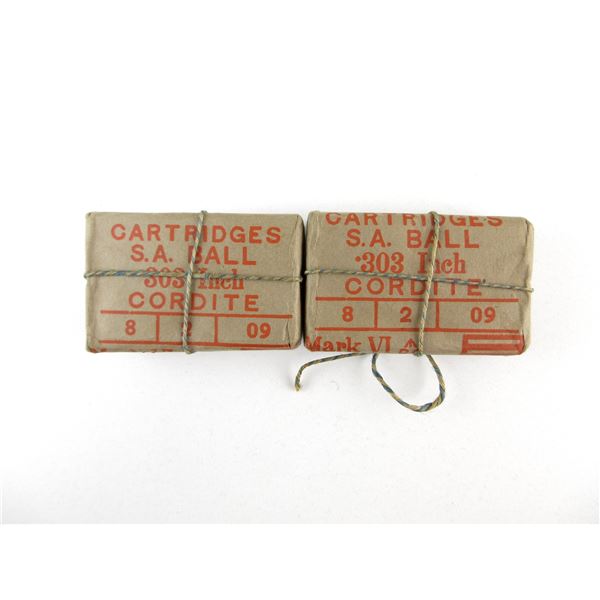 CARTRIDGES
S.A. BALL
.303 Inch
CORDITE
8 2 09
CARTRIDGES
S.A. BALL
.303 Inch
CORDITE
8 2 09
Mark VI